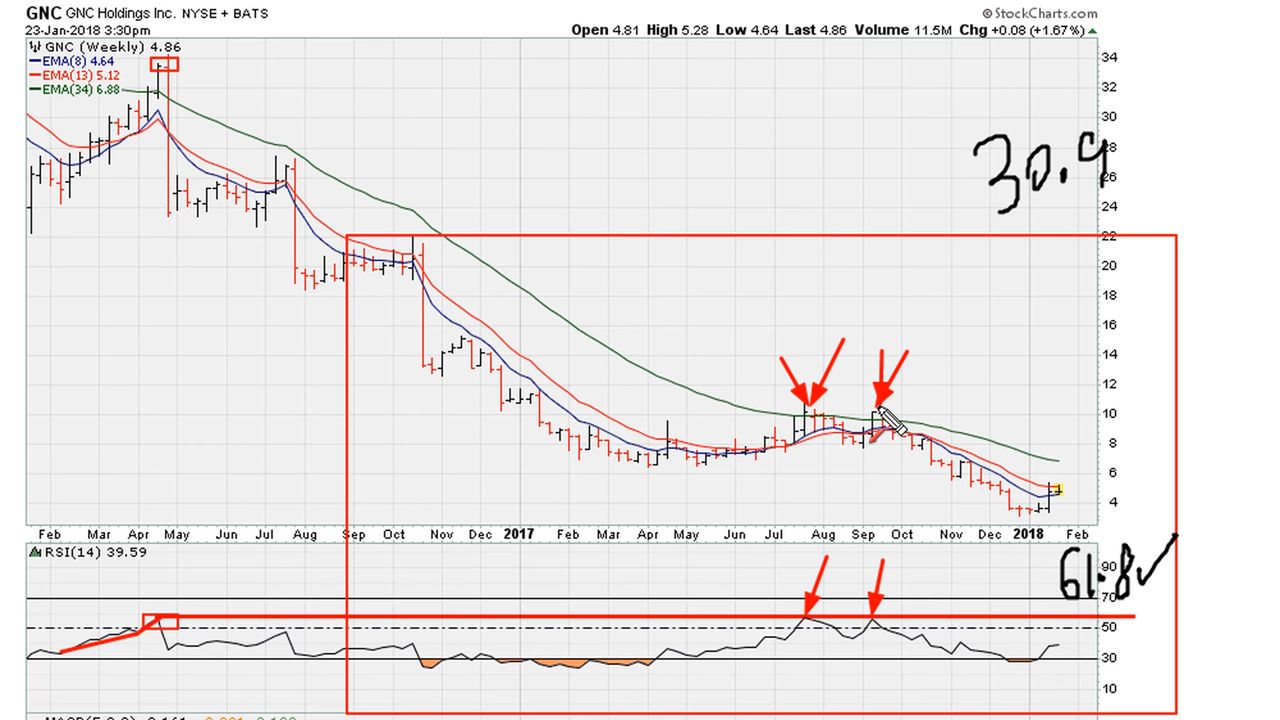 GNC GNC Holdings Inc. NYSE + BATS © StockCharts.com
23-Jan-2018 3:30pm Open 4.81 High 5.28 Low 4.64 Last 4.86 Volume 11.5M Chg +0.08 (+1.67%)
GNC (Weekly) 4.86
EMA(8) 4.64
EMA(13) 5.12
EMA(34) 6.88
34
32
30
28
26
24
22
20
18
16
14
12
10
8
6
4
30.9
Feb Mar Apr May Jun Jul Aug Sep Oct Nov Dec 2017 Feb Mar Apr May Jun Jul Aug Sep Oct Nov Dec 2018 Feb
RSI(14) 39.59
90
70
50
30
10
61.8